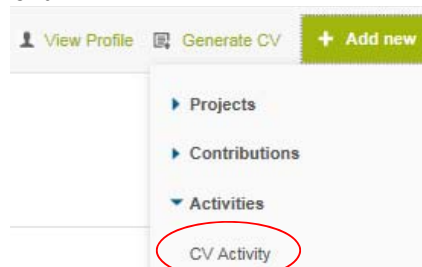 View Profile Generate CV + Add new
Projects
Contributions
Activities
CV Activity